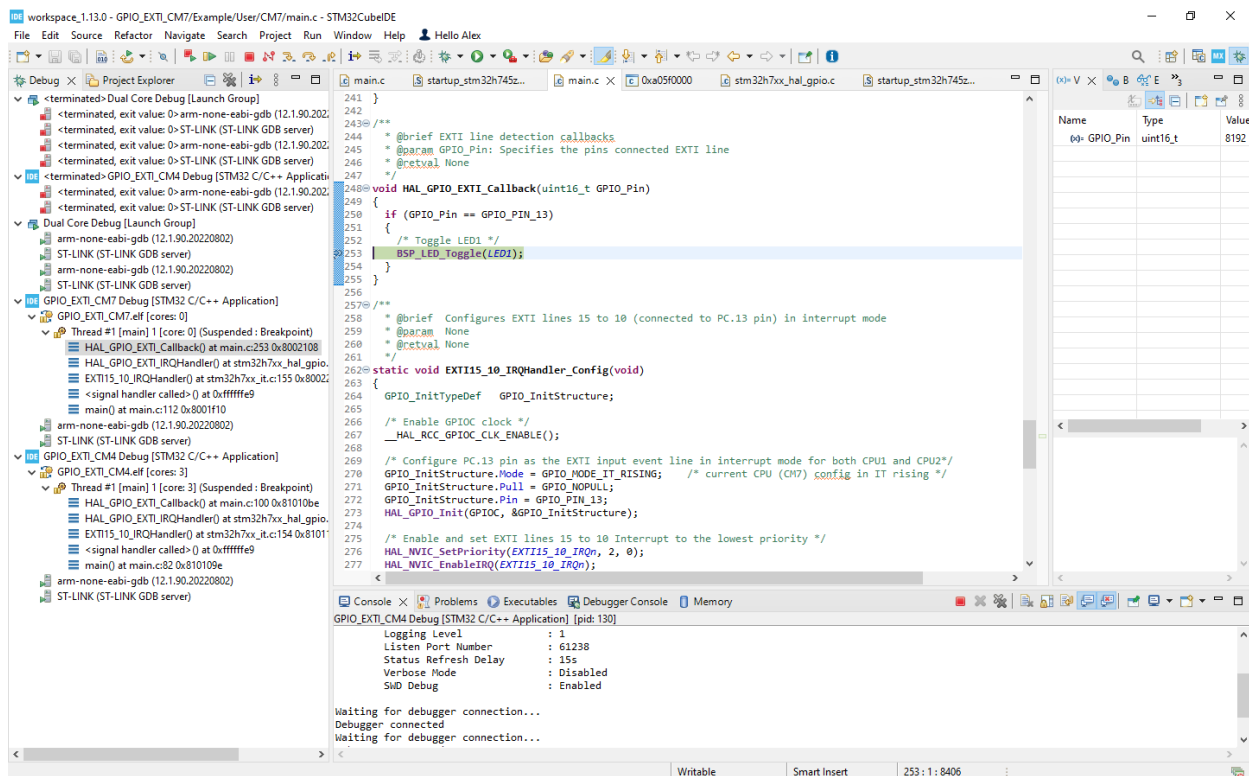 IDE workspace_1.13.0 - GPIO_EXTI_CM7/Example/User/CM7/main.c - STM32CubeIDE
File Edit Source Refactor Navigate Search Project Run Window Help Hello Alex
Debug Project Explorer
<terminated>Dual Core Debug [Launch Group]
<terminated, exit value: 0>arm-none-eabi-gdb (12.1.90.202
<terminated, exit value: 0>ST-LINK (ST-LINK GDB server)
<terminated, exit value: 0>arm-none-eabi-gdb (12.1.90.202
<terminated, exit value: 0>ST-LINK (ST-LINK GDB server)
IDE <terminated>GPIO_EXTI_CM4 Debug [STM32 C/C++ Applicati
<terminated, exit value: 0>arm-none-eabi-gdb (12.1.90.202
<terminated, exit value: 0>ST-LINK (ST-LINK GDB server)
Dual Core Debug [Launch Group]
arm-none-eabi-gdb (12.1.90.20220802)
ST-LINK (ST-LINK GDB server)
arm-none-eabi-gdb (12.1.90.20220802)
ST-LINK (ST-LINK GDB server)
IDE GPIO_EXTI_CM7 Debug [STM32 C/C++ Application]
GPIO_EXTI_CM7.elf [cores: 0]
Thread #1 [main] 1 [core: 0] (Suspended : Breakpoint)
HAL_GPIO_EXTI_Callback() at main.c:253 0x8002108
HAL_GPIO_EXTI_IRQHandler() at stm32h7xx_hal_gpio.
EXTI15_10_IRQHandler() at stm32h7xx_it.c:155 0x8002
<signal handler called>() at 0xffffffe9
main() at main.c:112 0x8001f10
arm-none-eabi-gdb (12.1.90.20220802)
ST-LINK (ST-LINK GDB server)
IDE GPIO_EXTI_CM4 Debug [STM32 C/C++ Application]
GPIO_EXTI_CM4.elf [cores: 3]
Thread #1 [main] 1 [core: 3] (Suspended : Breakpoint)
HAL_GPIO_EXTI_Callback() at main.c:100 0x81010be
HAL_GPIO_EXTI_IRQHandler() at stm32h7xx_hal_gpio.
EXTI15_10_IRQHandler() at stm32h7xx_it.c:154 0x8101
<signal handler called>() at 0xffffffe9
main() at main.c:82 0x810109e
arm-none-eabi-gdb (12.1.90.20220802)
ST-LINK (ST-LINK GDB server)
main.c startup_stm32h745z... main.c 0xa05f0000 stm32h7xx_hal_gpio.c startup_stm32h745z...
241 }
242
243 /**
244 * @brief EXTI line detection callbacks
245 * @param GPIO_Pin: Specifies the pins connected EXTI line
246 * @retval None
247 */
248 void HAL_GPIO_EXTI_Callback(uint16_t GPIO_Pin)
249 {
250 if (GPIO_Pin == GPIO_PIN_13)
251 {
252 /* Toggle LED1 */
253 BSP_LED_Toggle(LED1);
254 }
255 }
256
257 /**
258 * @brief Configures EXTI lines 15 to 10 (connected to PC.13 pin) in interrupt mode
259 * @param None
260 * @retval None
261 */
262 static void EXTI15_10_IRQHandler_Config(void)
263 {
264 GPIO_InitTypeDef GPIO_InitStructure;
265
266 /* Enable GPIOC clock */
267 __HAL_RCC_GPIOC_CLK_ENABLE();
268
269 /* Configure PC.13 pin as the EXTI input event line in interrupt mode for both CPU1 and CPU2*/
270 GPIO_InitStructure.Mode = GPIO_MODE_IT_RISING; /* current CPU (CM7) config in IT rising */
271 GPIO_InitStructure.Pull = GPIO_NOPULL;
272 GPIO_InitStructure.Pin = GPIO_PIN_13;
273 HAL_GPIO_Init(GPIOC, &GPIO_InitStructure);
274
275 /* Enable and set EXTI lines 15 to 10 Interrupt to the lowest priority */
276 HAL_NVIC_SetPriority(EXTI15_10_IRQn, 2, 0);
277 HAL_NVIC_EnableIRQ(EXTI15_10_IRQn);
(x)= V B E 3
Name Type Value
(x)= GPIO_Pin uint16_t 8192
Console Problems Executables Debugger Console Memory
GPIO_EXTI_CM4 Debug [STM32 C/C++ Application] [pid: 130]
Logging Level : 1
Listen Port Number : 61238
Status Refresh Delay : 15s
Verbose Mode : Disabled
SWD Debug : Enabled
Waiting for debugger connection...
Debugger connected
Waiting for debugger connection...
Writable Smart Insert 253 : 1 : 8406